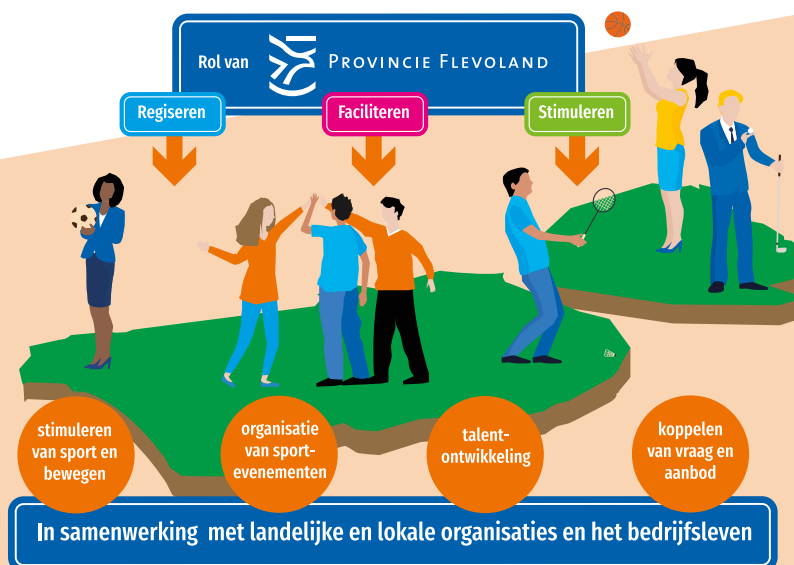 Rol van PROVINCIE FLEVOLAND
Regiseren
Faciliteren
Stimuleren
stimuleren
van sport en
bewegen
organisatie
van sport-
evenementen
talent-
ontwikkeling
koppelen
van vraag en
aanbod
In samenwerking met landelijke en lokale organisaties en het bedrijfsleven